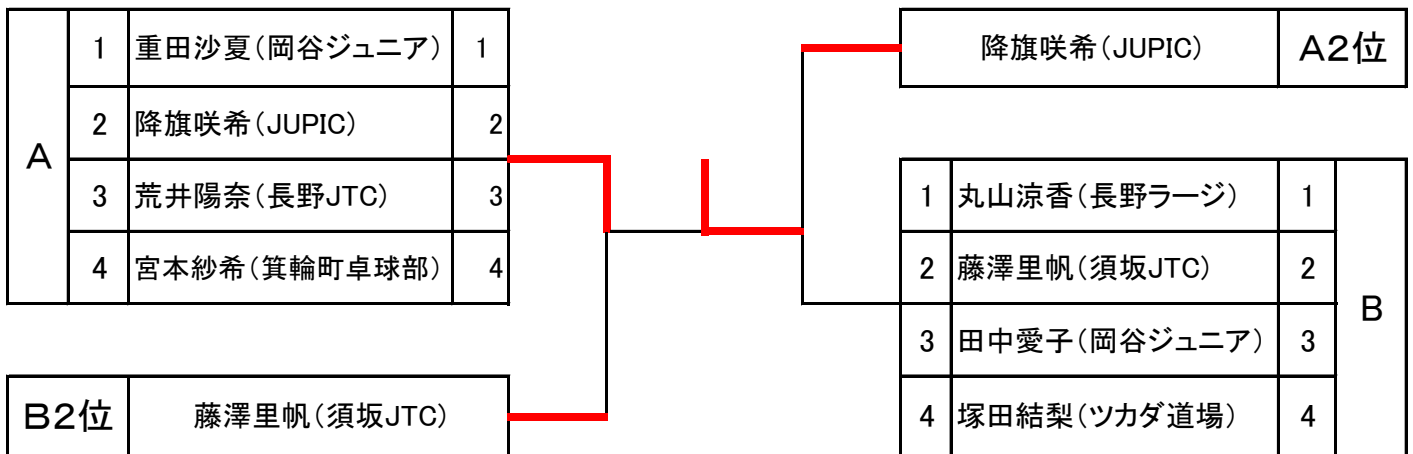 A
1 重田沙夏(岡谷ジュニア) 1
2 降旗咲希(JUPIC) 2
3 荒井陽奈(長野JTC) 3
4 宮本紗希(箕輪町卓球部) 4
B2位 藤澤里帆(須坂JTC)
降旗咲希(JUPIC) A2位
1 丸山涼香(長野ラージ) 1
2 藤澤里帆(須坂JTC) 2
3 田中愛子(岡谷ジュニア) 3
4 塚田結梨(ツカダ道場) 4
B